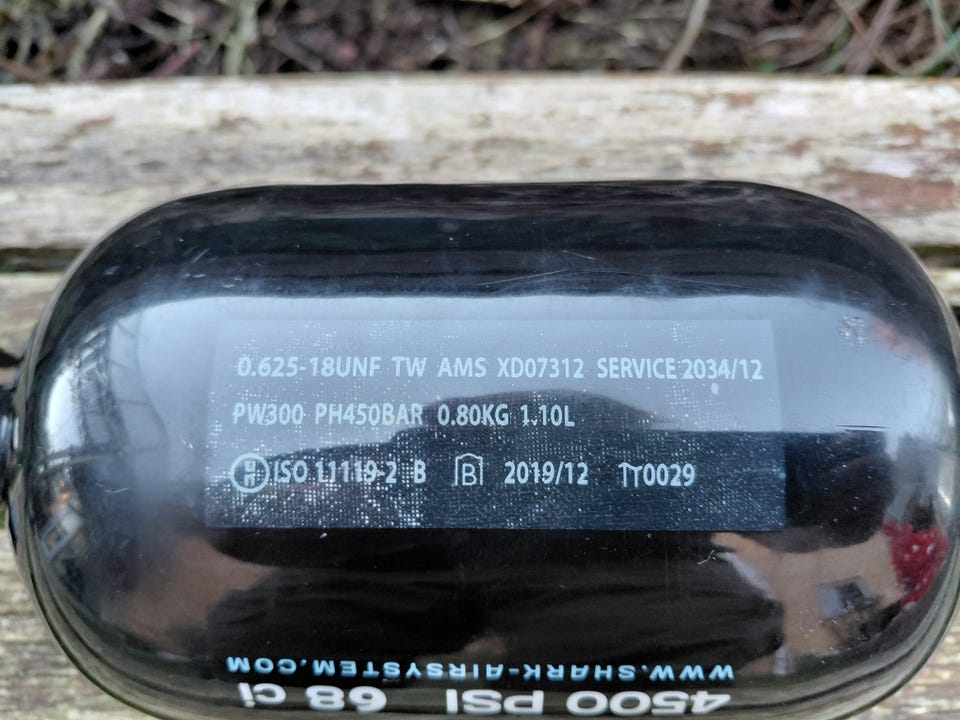 0.625-18UNF TW AMS XD07312 SERVICE 2034/12
PW300 PH450BAR 0.80KG 1.10L
ISO 11119-2 B B 2019/12 π0029
WWW.SHARK-AIRSYSTEM.COM
4500 PSI 68 ci